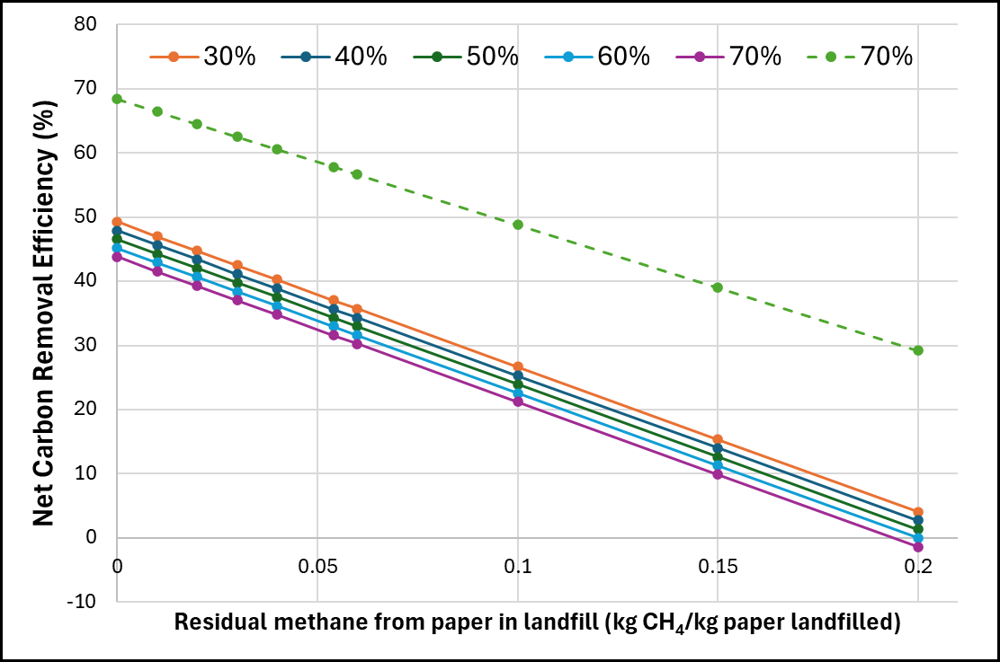 80
30% 40% 50% 60% 70% 70%
70
60
50
40
30
20
10
0
-10
0 0.05 0.1 0.15 0.2
Net Carbon Removal Efficiency (%)
Residual methane from paper in landfill (kg CH₄/kg paper landfilled)